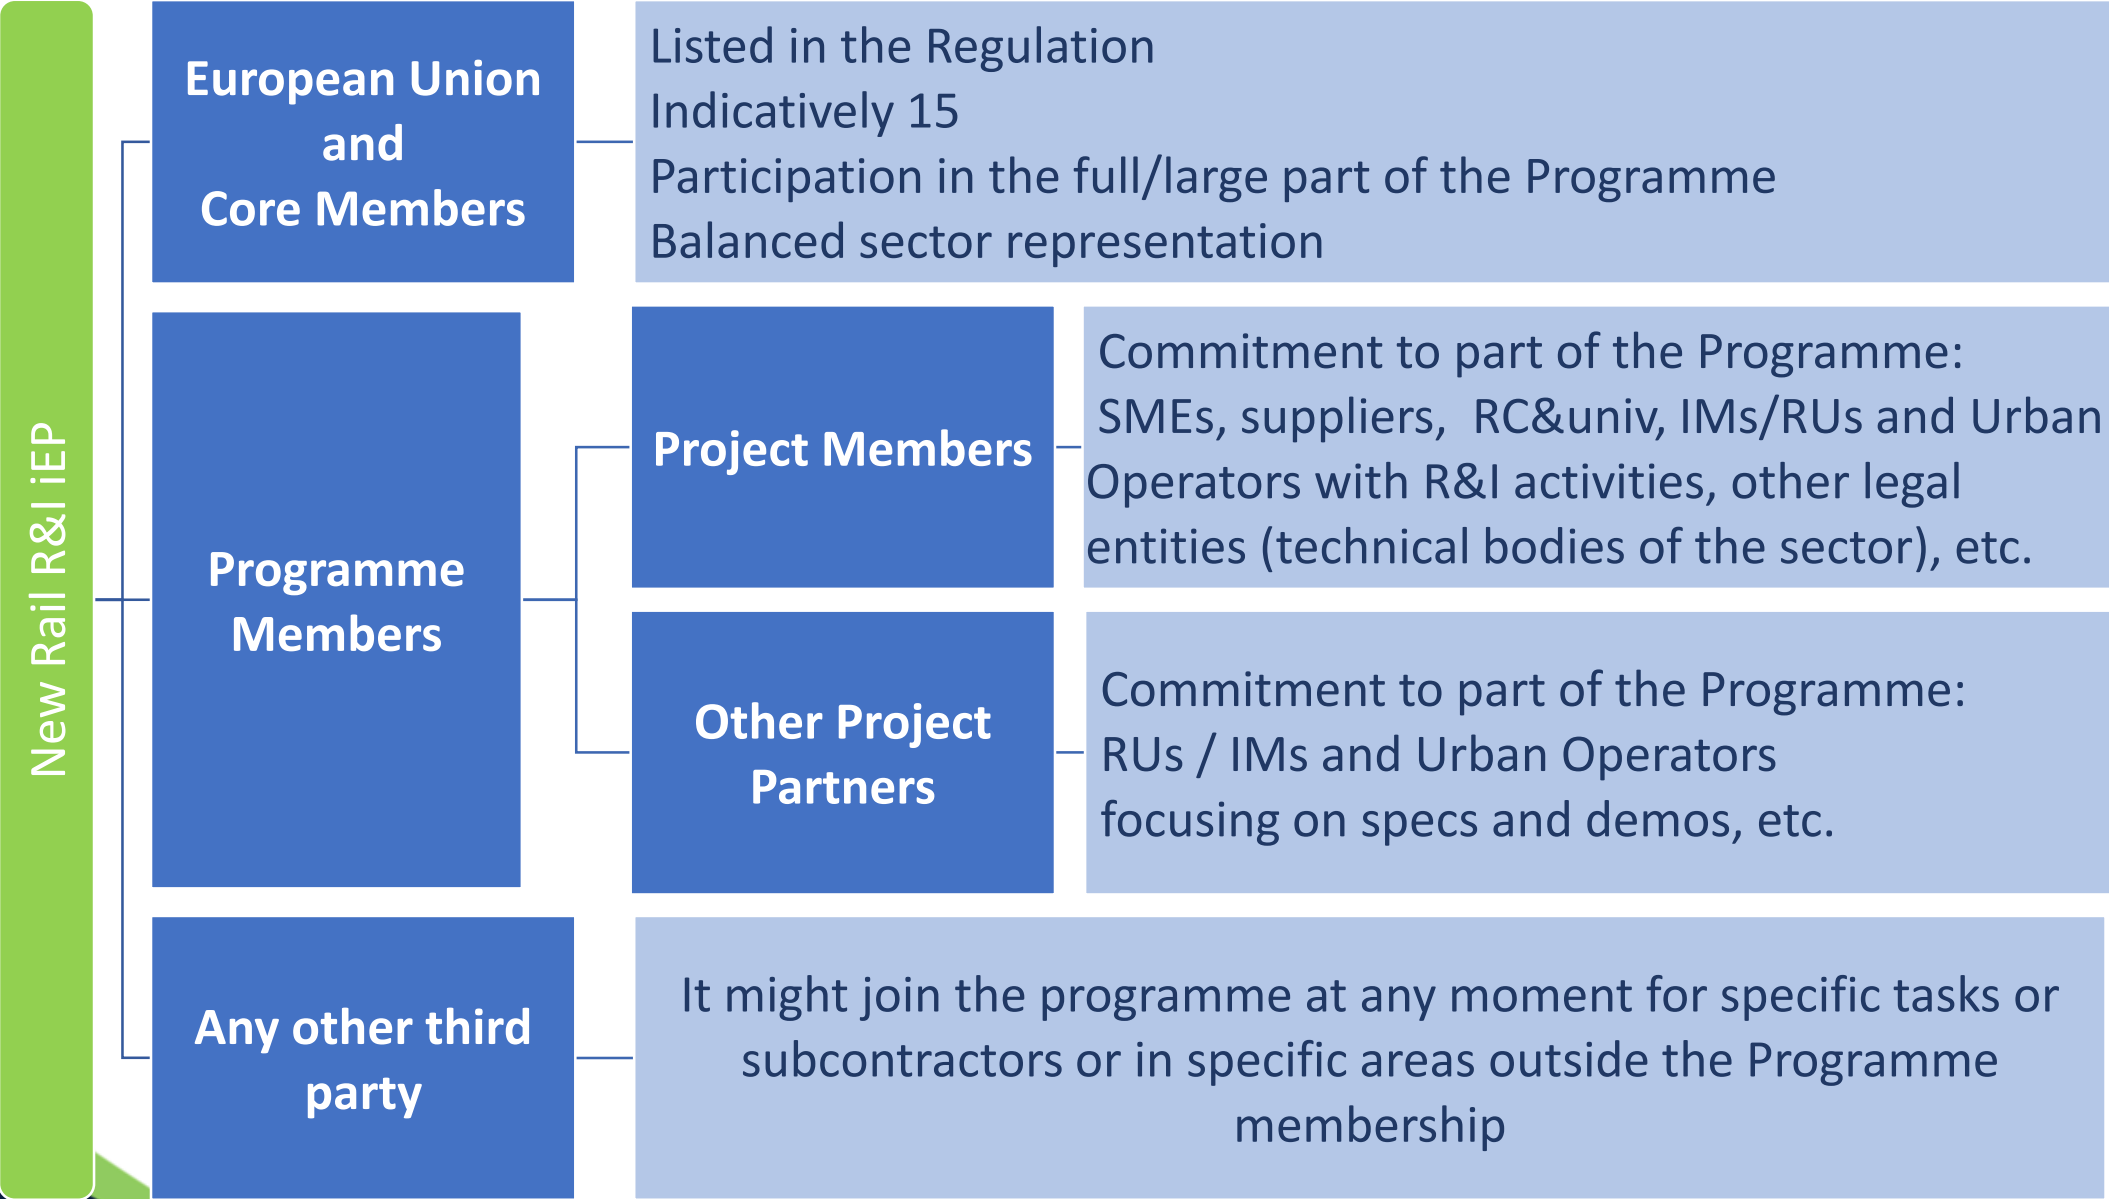 New Rail R&I iEP
European Union
and
Core Members
Listed in the Regulation
Indicatively 15
Participation in the full/large part of the Programme
Balanced sector representation
Programme
Members
Project Members
Commitment to part of the Programme:
SMEs, suppliers,  RC&univ, IMs/RUs and Urban
Operators with R&I activities, other legal
entities (technical bodies of the sector), etc.
Other Project
Partners
Commitment to part of the Programme:
RUs / IMs and Urban Operators
focusing on specs and demos, etc.
Any other third
party
It might join the programme at any moment for specific tasks or
subcontractors or in specific areas outside the Programme
membership